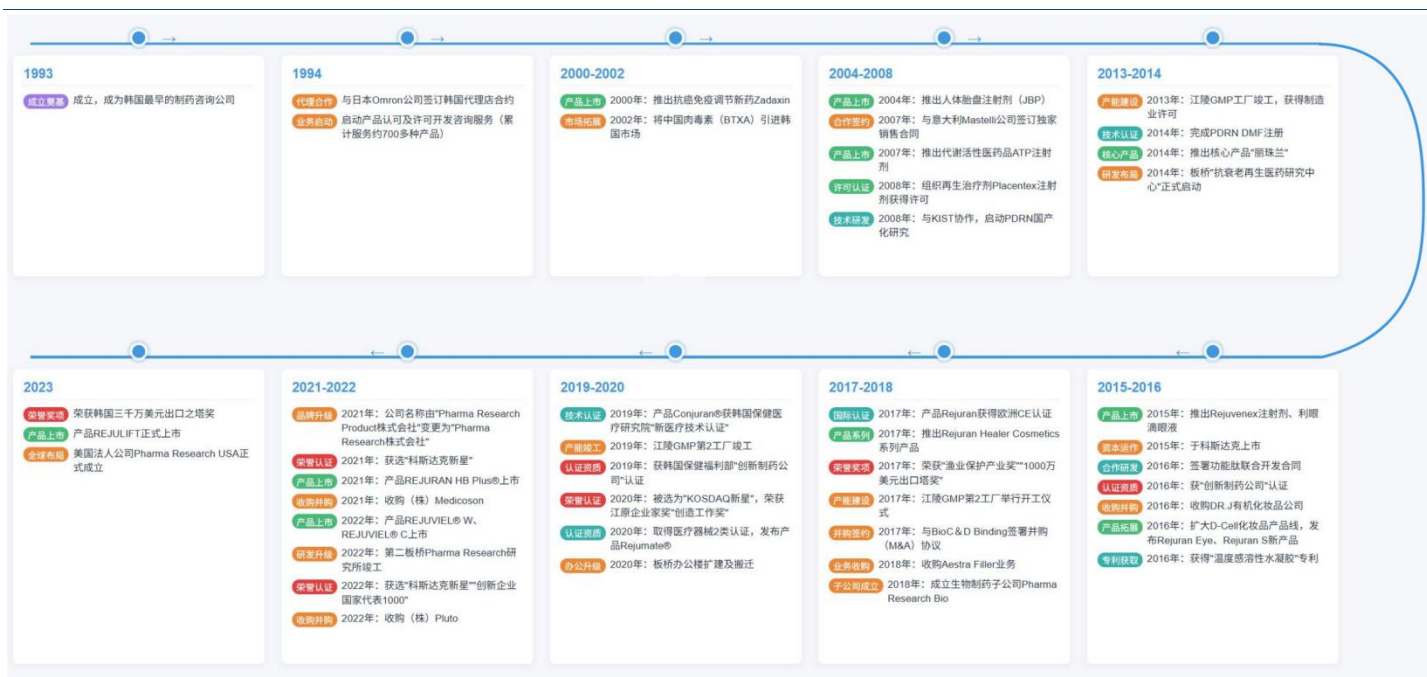 1993
成立奠基 成立，成为韩国最早的制药咨询公司
1994
代理合作 与日本Omron公司签订韩国代理店合约
业务启动 启动产品认可及许可开发咨询服务（累
计服务约700多种产品）
2000-2002
产品上市 2000年：推出抗癌免疫调节新药Zadaxin
市场拓展 2002年：将中国肉毒素（BTXA）引进韩
国市场
2004-2008
产品上市 2004年：推出人体胎盘注射剂（JBP）
合作签约 2007年：与意大利Mastelli公司签订独家
销售合同
产品上市 2007年：推出代谢活性医药品ATP注射
剂
许可认证 2008年：组织再生治疗剂Placentex注射
剂获得许可
技术研发 2008年：与KIST协作，启动PDRN国产
化研究
2013-2014
产能建设 2013年：江陵GMP工厂竣工，获得制造
业许可
技术认证 2014年：完成PDRN DMF注册
核心产品 2014年：推出核心产品"丽珠兰"
研发布局 2014年：板桥"抗衰老再生医药研究中
心"正式启动
→
→
→
→
2015-2016
产品上市 2015年：推出Rejuvenex注射剂、利眼
滴眼液
资本运作 2015年：于科斯达克上市
合作研发 2016年：签署功能肽联合开发合同
认证资质 2016年：获"创新制药公司"认证
收购并购 2016年：收购DR.J有机化妆品公司
产品拓展 2016年：扩大D-Cell化妆品产品线，发
布Rejuran Eye、Rejuran S新产品
专利获取 2016年：获得"温度感溶性水凝胶"专利
2017-2018
国际认证 2017年：产品Rejuran获得欧洲CE认证
产品系列 2017年：推出Rejuran Healer Cosmetics
系列产品
荣誉奖项 2017年：荣获"渔业保护产业奖""1000万
美元出口塔奖"
产能建设 2017年：江陵GMP第2工厂举行开工仪
式
并购签约 2017年：与BioC＆D Binding签署并购
（M&A）协议
业务收购 2018年：收购Aestra Filler业务
子公司成立 2018年：成立生物制药子公司Pharma
Research Bio
2019-2020
技术认证 2019年：产品Conjuran®获韩国保健医
疗研究院"新医疗技术认证"
产能竣工 2019年：江陵GMP第2工厂竣工
认证资质 2019年：获韩国保健福利部"创新制药公
司"认证
荣誉认证 2020年：被选为"KOSDAQ新星"，荣获
江原企业家奖"创造工作奖"
认证资质 2020年：取得医疗器械2类认证，发布产
品Rejumate®
办公升级 2020年：板桥办公楼扩建及搬迁
2021-2022
品牌升级 2021年：公司名称由"Pharma Research
Product株式会社"变更为"Pharma
Research株式会社"
荣誉认证 2021年：获选"科斯达克新星"
产品上市 2021年：产品REJURAN HB Plus®上市
收购并购 2021年：收购（株）Medicoson
产品上市 2022年：产品REJUVIEL® W、
REJUVIEL® C上市
研发升级 2022年：第二板桥Pharma Research研
究所竣工
荣誉认证 2022年：获选"科斯达克新星""创新企业
国家代表1000"
收购并购 2022年：收购（株）Pluto
2023
荣誉奖项 荣获韩国三千万美元出口之塔奖
产品上市 产品REJULIFT正式上市
全球布局 美国法人公司Pharma Research USA正
式成立
←
←
←
←